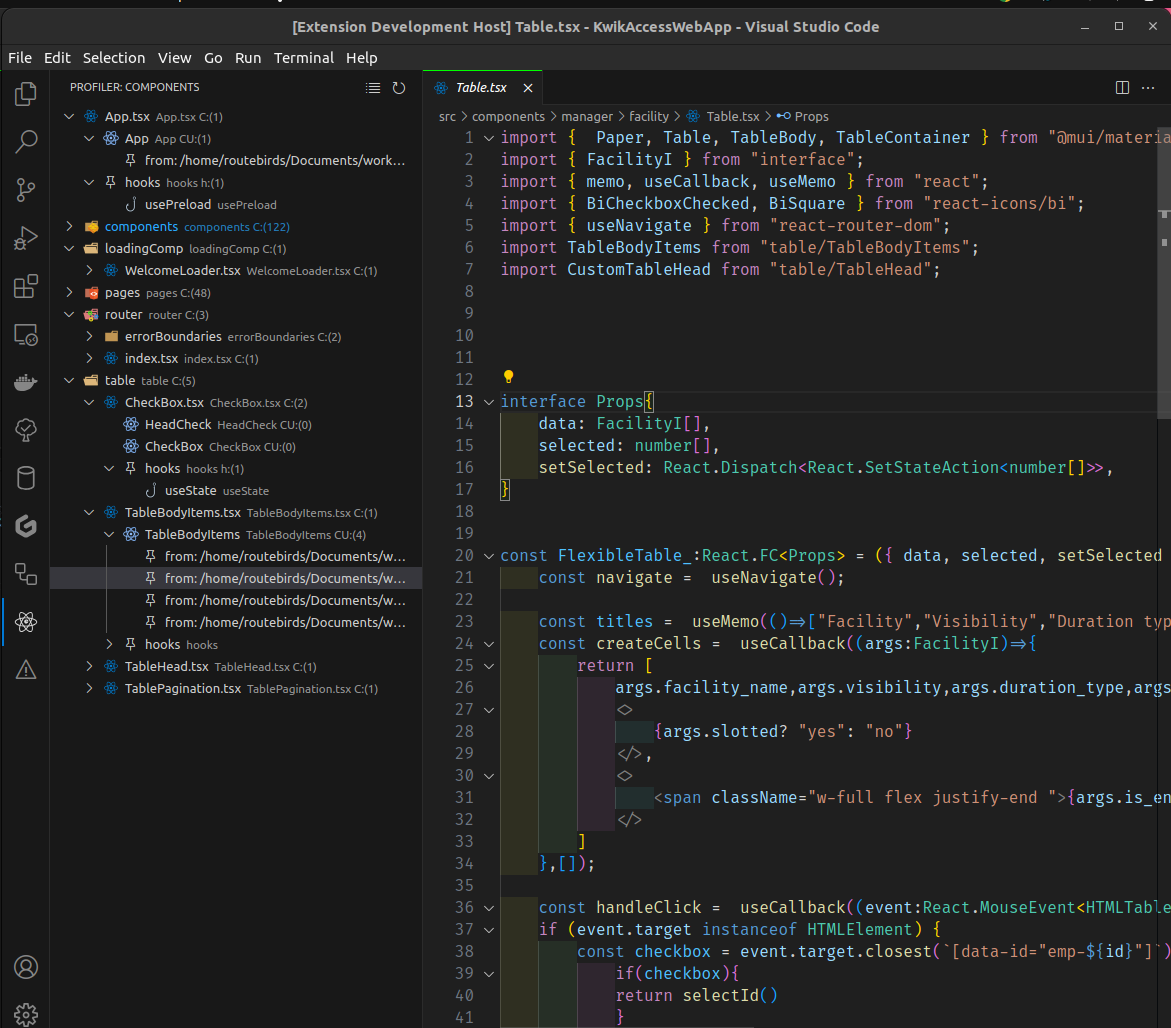 [Extension Development Host] Table.tsx - KwikAccessWebApp - Visual Studio Code
File Edit Selection View Go Run Terminal Help
PROFILER: COMPONENTS
App.tsx App.tsx C:(1)
App App CU:(1)
from: /home/routebirds/Documents/work...
hooks hooks h:(1)
usePreload usePreload
components components C:(122)
loadingComp loadingComp C:(1)
WelcomeLoader.tsx WelcomeLoader.tsx C:(1)
pages pages C:(48)
router router C:(3)
errorBoundaries errorBoundaries C:(2)
index.tsx index.tsx C:(1)
table table C:(5)
CheckBox.tsx CheckBox.tsx C:(2)
HeadCheck HeadCheck CU:(0)
CheckBox CheckBox CU:(0)
hooks hooks h:(1)
useState useState
TableBodyItems.tsx TableBodyItems.tsx C:(1)
TableBodyItems TableBodyItems CU:(4)
from: /home/routebirds/Documents/w...
from: /home/routebirds/Documents/w...
from: /home/routebirds/Documents/w...
from: /home/routebirds/Documents/w...
hooks hooks
TableHead.tsx TableHead.tsx C:(1)
TablePagination.tsx TablePagination.tsx C:(1)
Table.tsx
src > components > manager > facility > Table.tsx > Props
1 import {  Paper, Table, TableBody, TableContainer } from "@mui/materia
2 import { FacilityI } from "interface";
3 import { memo, useCallback, useMemo } from "react";
4 import { BiCheckboxChecked, BiSquare } from "react-icons/bi";
5 import { useNavigate } from "react-router-dom";
6 import TableBodyItems from "table/TableBodyItems";
7 import CustomTableHead from "table/TableHead";
8
9
10
11
12
13 interface Props{
14     data: FacilityI[],
15     selected: number[],
16     setSelected: React.Dispatch<React.SetStateAction<number[]>>,
17 }
18
19
20 const FlexibleTable_:React.FC<Props> = ({ data, selected, setSelected
21     const navigate =  useNavigate();
22
23     const titles =  useMemo(()=>["Facility","Visibility","Duration typ
24     const createCells =  useCallback((args:FacilityI)=>{
25         return [
26             args.facility_name,args.visibility,args.duration_type,args
27             <>
28                 {args.slotted? "yes": "no"}
29             </>,
30             <>
31                 <span className="w-full flex justify-end ">{args.is_en
32             </>
33         ]
34     },[]);
35
36     const handleClick =  useCallback((event:React.MouseEvent<HTMLTable
37     if (event.target instanceof HTMLElement) {
38         const checkbox = event.target.closest(`[data-id="emp-${id}"]`)
39             if(checkbox){
40             return selectId()
41             }